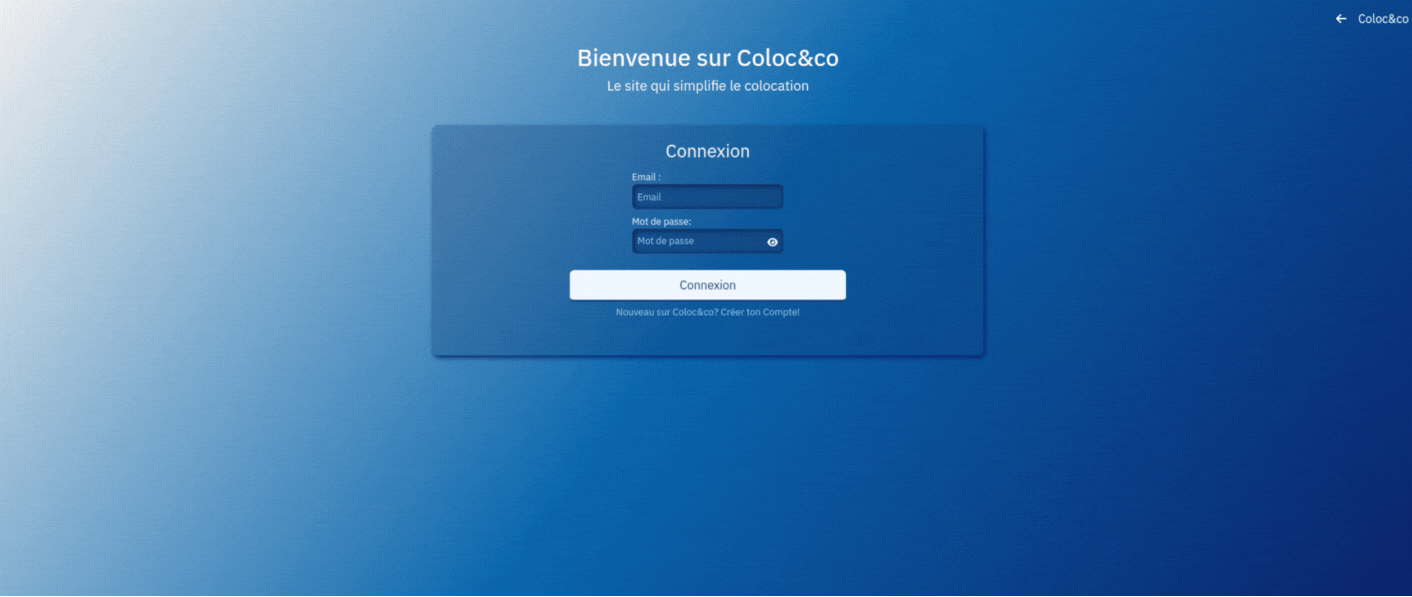 Coloc&co
Bienvenue sur Coloc&co
Le site qui simplifie le colocation
Connexion
Email :
Email
Mot de passe:
Mot de passe
Connexion
Nouveau sur Coloc&co? Créer ton Compte!